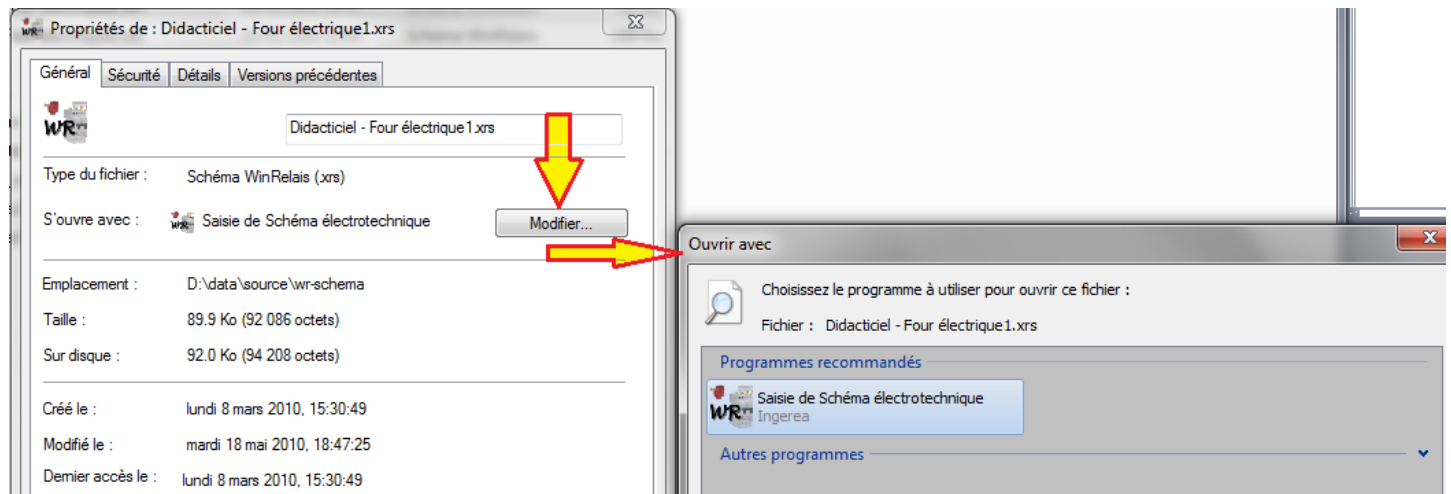 Propriétés de : Didacticiel - Four électrique1.xrs
Général Sécurité Détails Versions précédentes
WR
Didacticiel - Four électrique1.xrs
Type du fichier : Schéma WinRelais (.xrs)
S'ouvre avec : Saisie de Schéma électrotechnique Modifier...
Emplacement : D:\data\source\wr-schema
Taille : 89.9 Ko (92 086 octets)
Sur disque : 92.0 Ko (94 208 octets)
Créé le : lundi 8 mars 2010, 15:30:49
Modifié le : mardi 18 mai 2010, 18:47:25
Dernier accès le : lundi 8 mars 2010, 15:30:49
Ouvrir avec
Choisissez le programme à utiliser pour ouvrir ce fichier :
Fichier : Didacticiel - Four électrique1.xrs
Programmes recommandés
WR Saisie de Schéma électrotechnique
Ingerea
Autres programmes